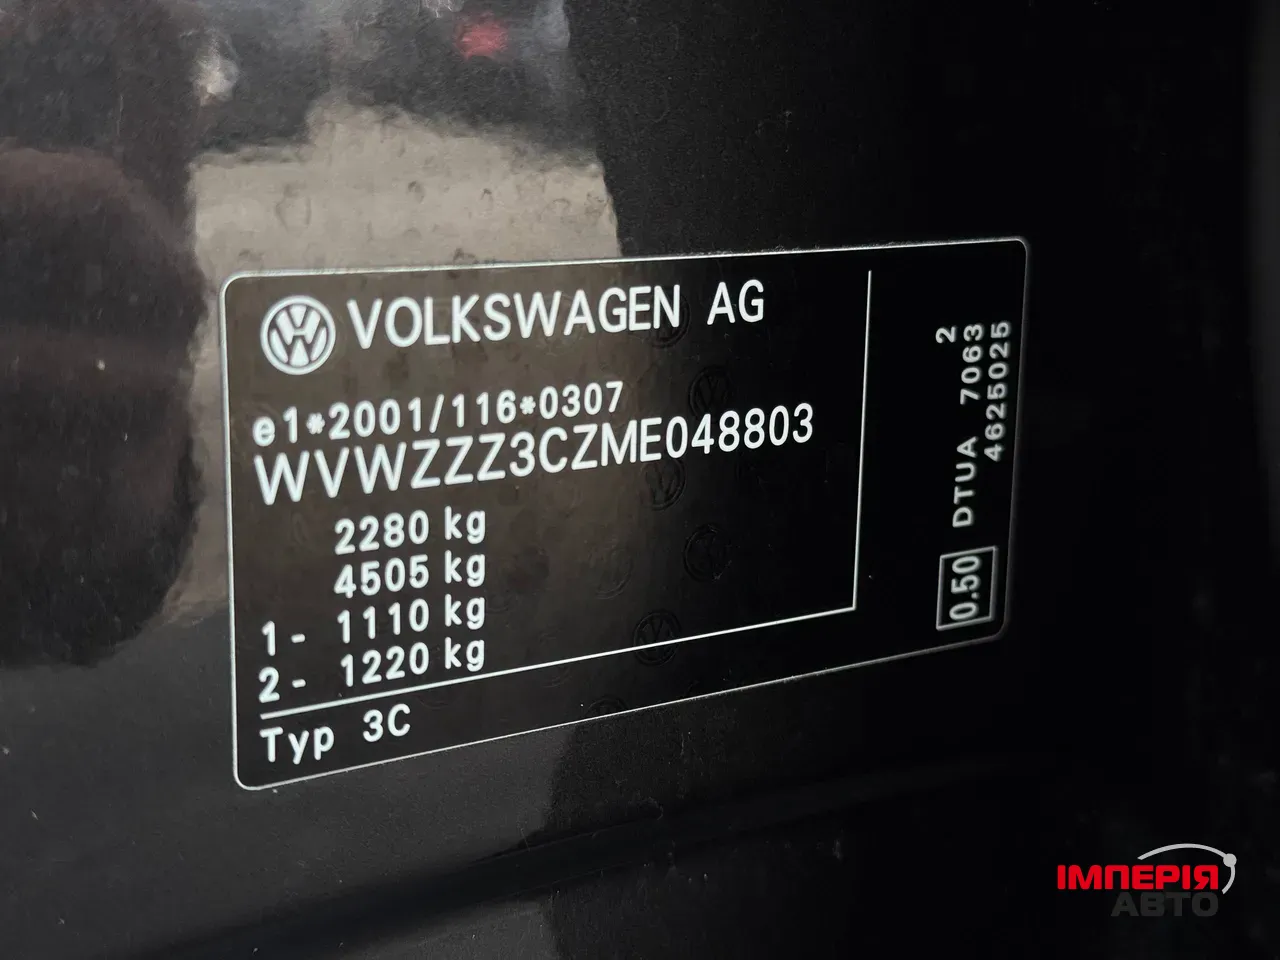 VOLKSWAGEN AG
e1*2001/116*0307
WVWZZZ3CZME048803
2280 kg
4505 kg
1- 1110 kg
2- 1220 kg
Typ 3C
2
DTUA 7063
4625025
0.50
ІМПЕРІЯ
АВТО